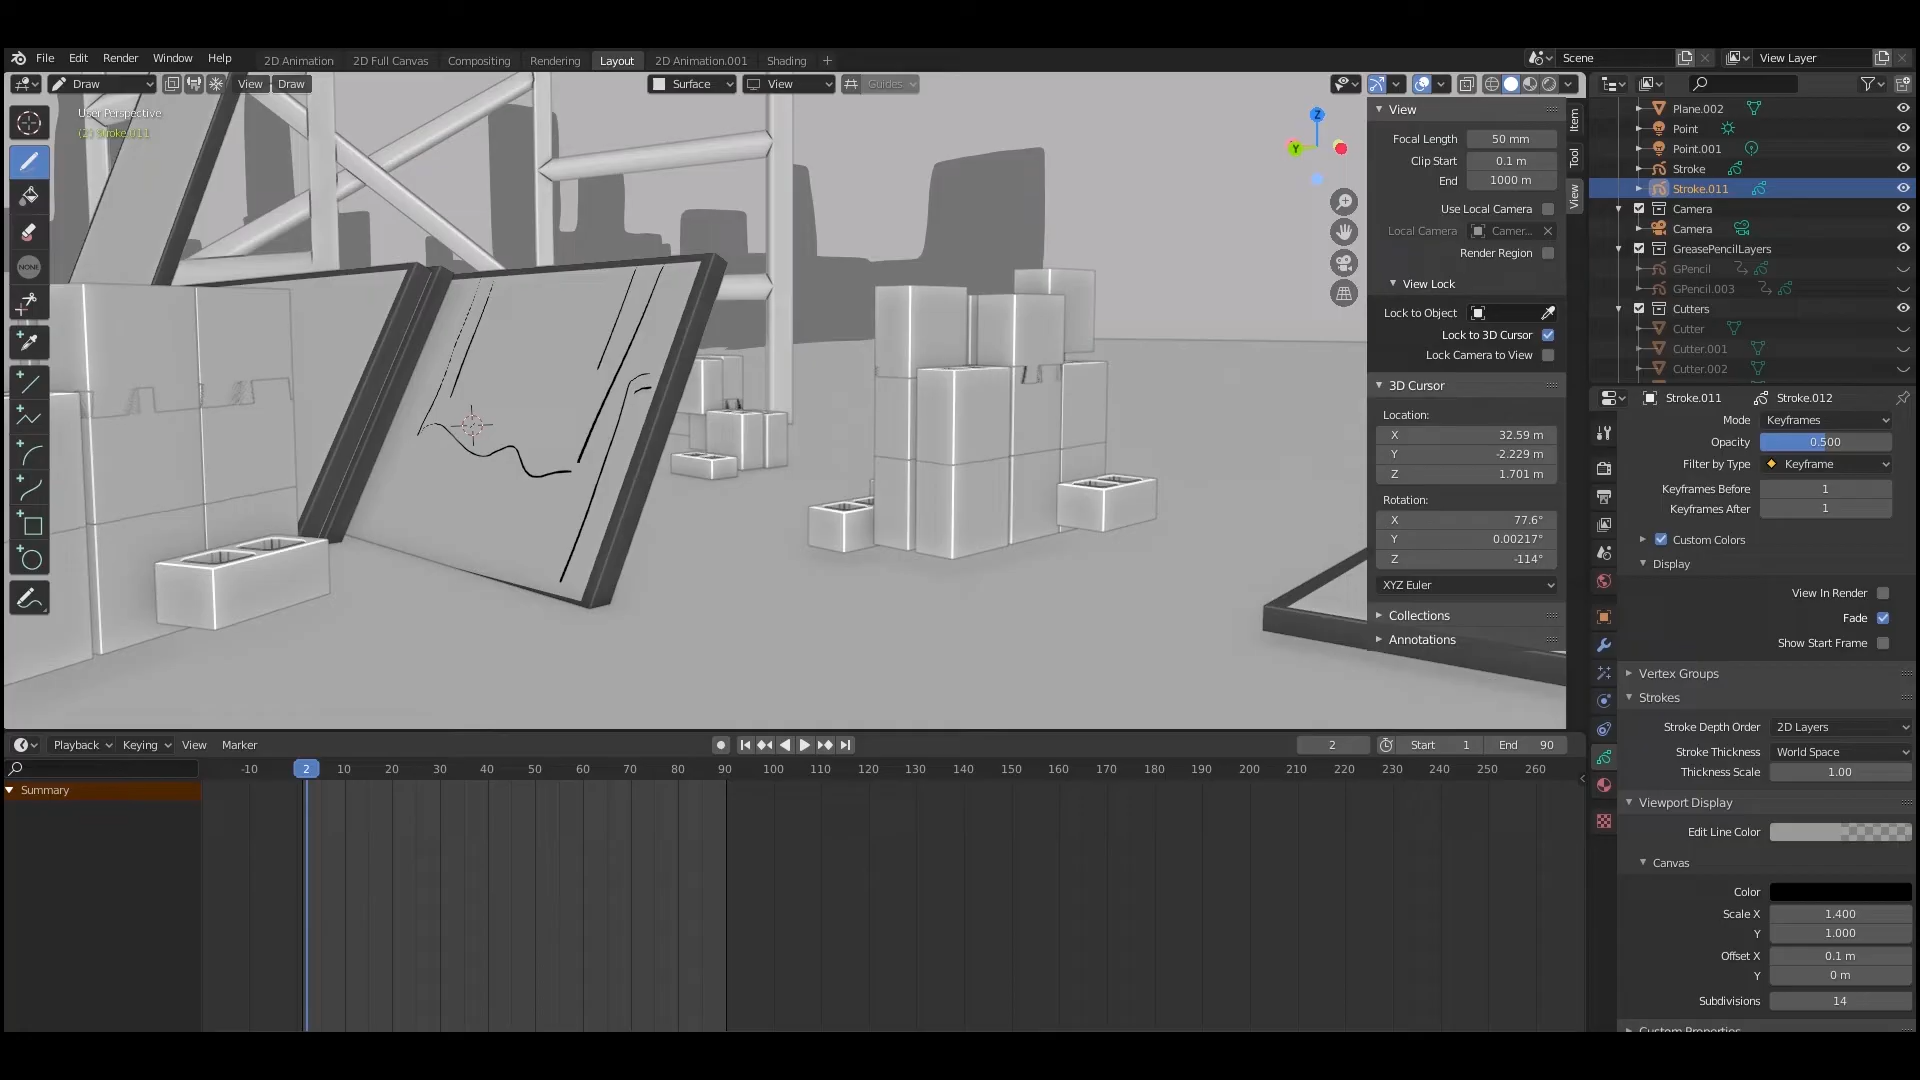 File Edit Render Window Help 2D Animation 2D Full Canvas Compositing Rendering Layout 2D Animation.001 Shading + Scene View Layer
Draw View Draw Surface View Guides
User Perspective
(2) Stroke.011
Z
Y
NONE
View
Focal Length 50 mm
Clip Start 0.1 m
End 1000 m
Use Local Camera
Local Camera Camer...
Render Region
View Lock
Lock to Object
Lock to 3D Cursor
Lock Camera to View
3D Cursor
Location:
X 32.59 m
Y -2.229 m
Z 1.701 m
Rotation:
X 77.6°
Y 0.00217°
Z -114°
XYZ Euler
Collections
Annotations
Item
Tool
View
Plane.002
Point
Point.001
Stroke
Stroke.011
Camera
Camera
GreasePencilLayers
GPencil
GPencil.003
Cutters
Cutter
Cutter.001
Cutter.002
Stroke.011 Stroke.012
Mode Keyframes
Opacity 0.500
Filter by Type Keyframe
Keyframes Before 1
Keyframes After 1
Custom Colors
Display
View In Render
Fade
Show Start Frame
Vertex Groups
Strokes
Stroke Depth Order 2D Layers
Stroke Thickness World Space
Thickness Scale 1.00
Viewport Display
Edit Line Color
Canvas
Color
Scale X 1.400
Y 1.000
Offset X 0.1 m
Y 0 m
Subdivisions 14
Custom Properties
Playback Keying View Marker 2 Start 1 End 90
-10 2 10 20 30 40 50 60 70 80 90 100 110 120 130 140 150 160 170 180 190 200 210 220 230 240 250 260
Summary